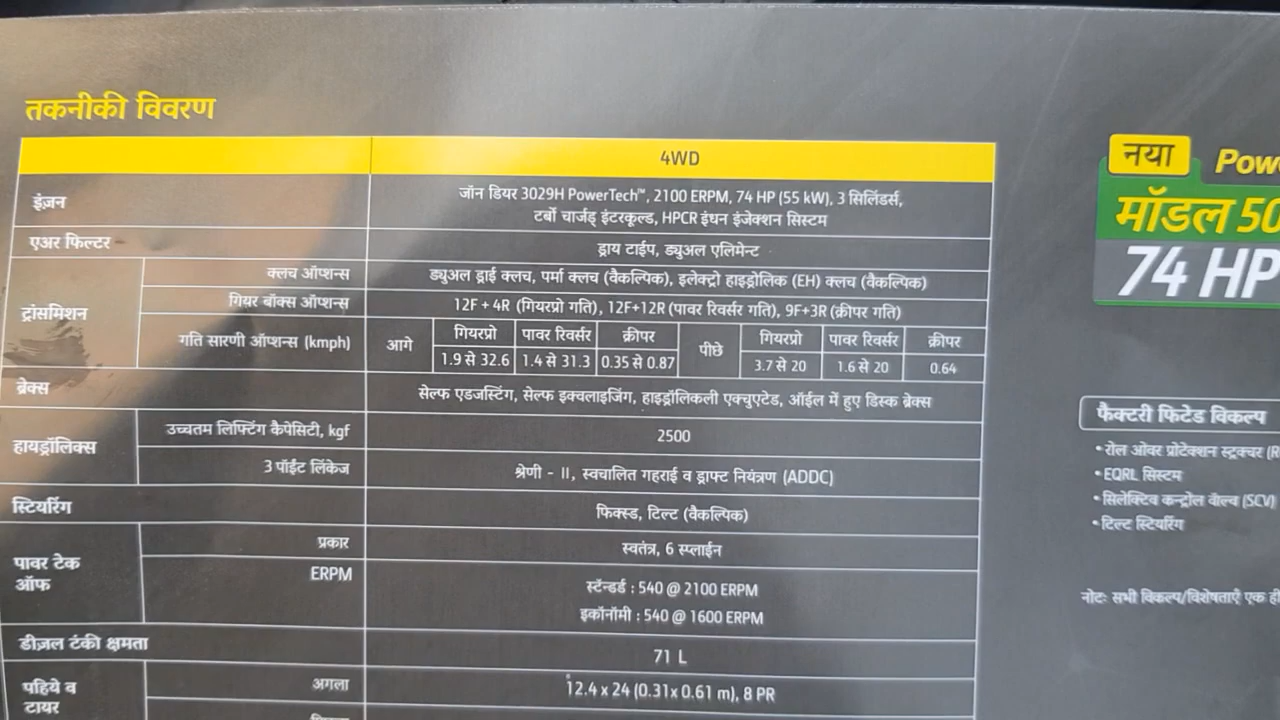 तकनीकी विवरण
4WD
इंज़न
जॉन डियर 3029H PowerTech™, 2100 ERPM, 74 HP (55 kW), 3 सिलिंडर्स,
टर्बो चार्जड् इंटरकूल्ड, HPCR इंधन इंजेक्शन सिस्टम
एअर फिल्टर
ड्राय टाईप, ड्युअल एलिमेन्ट
ट्रांसमिशन
क्लच ऑप्शन्स
ड्युअल ड्राई क्लच, पर्मा क्लच (वैकल्पिक), इलेक्ट्रो हाइड्रोलिक (EH) क्लच (वैकल्पिक)
गियर बॉक्स ऑप्शन्स
12F + 4R (गियरप्रो गति), 12F+12R (पावर रिवर्सर गति), 9F+3R (क्रीपर गति)
गति सारणी ऑप्शन्स (kmph)
आगे
गियरप्रो पावर रिवर्सर क्रीपर
1.9 से 32.6 1.4 से 31.3 0.35 से 0.87
पीछे
गियरप्रो पावर रिवर्सर क्रीपर
3.7 से 20 1.6 से 20 0.64
ब्रेक्स
सेल्फ एडजस्टिंग, सेल्फ इक्वलाइजिंग, हाइड्रॉलिकली एक्चुएटेड, ऑईल में हुए डिस्क ब्रेक्स
हायड्रॉलिक्स
उच्चतम लिफ्टिंग कैपेसिटी, kgf
2500
3 पॉईंट लिंकेज
श्रेणी - II, स्वचालित गहराई व ड्राफ्ट नियंत्रण (ADDC)
स्टियरिंग
फिक्स्ड, टिल्ट (वैकल्पिक)
पावर टेक
ऑफ
प्रकार
स्वतंत्र, 6 स्प्लाईन
ERPM
स्टॅन्डर्ड : 540 @ 2100 ERPM
इकॉनॉमी : 540 @ 1600 ERPM
डीज़ल टंकी क्षमता
71 L
पहिये व
टायर
अगला
12.4 x 24 (0.31x 0.61 m), 8 PR
नया
मॉडल 50
74 HP
फैक्टरी फिटेड विकल्प
• रोल ओवर प्रोटेक्शन स्ट्रक्चर
• EQRL सिस्टम
• सिलेक्टिव कन्ट्रोल वॉल्व (SCV)
• टिल्ट स्टियरिंग
नोटः सभी विकल्प/विशेषताएँ एक ही